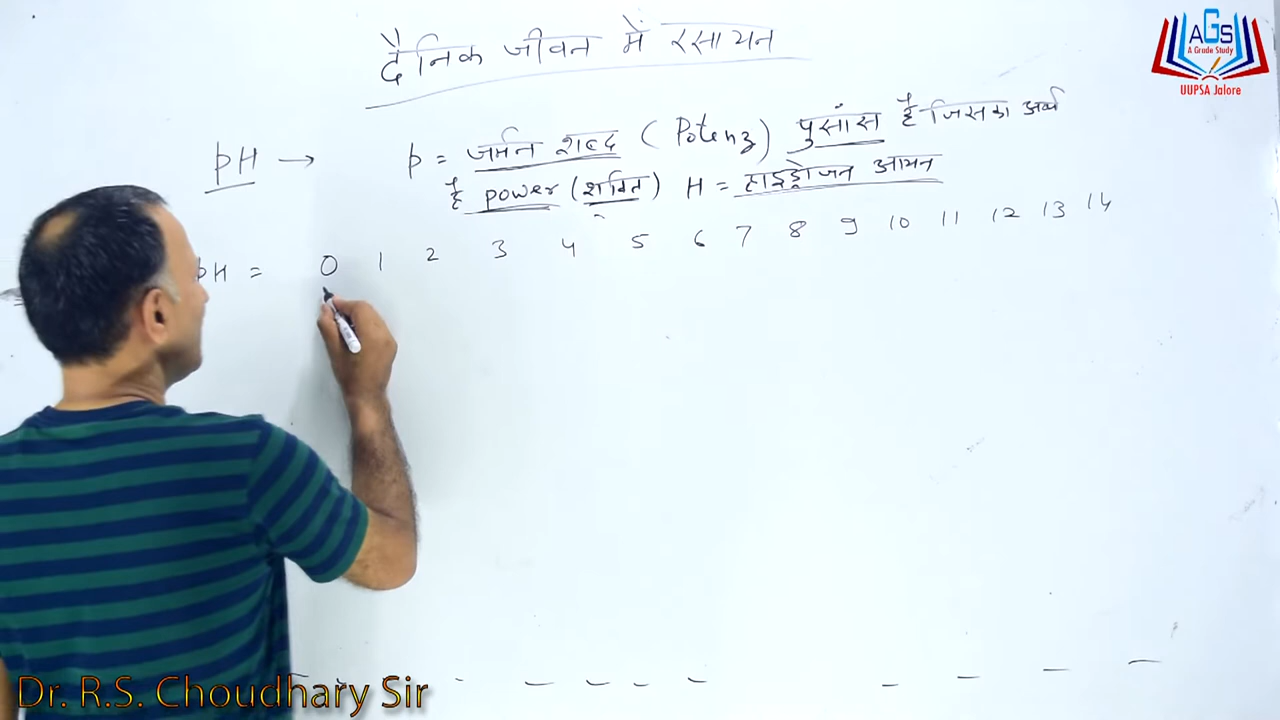 दैनिक जीवन में रसायन
AGS
A Grade Study
UUPSA Jalore
pH → p = जर्मन शब्द (Potenz) पुसांस है जिसका अर्थ
है power (शक्ति) H = हाइड्रोजन आयन
pH = 0 1 2 3 4 5 6 7 8 9 10 11 12 13 14
Dr. R.S. Choudhary Sir